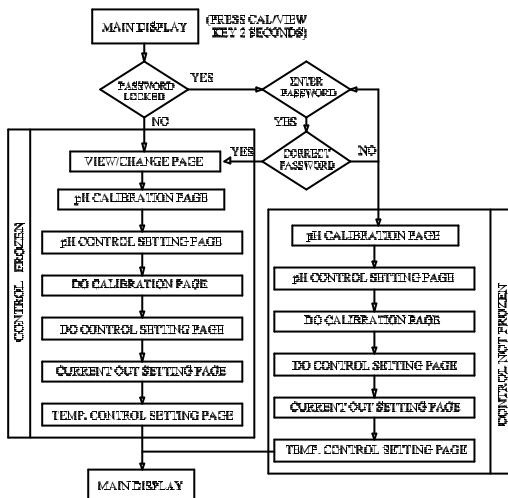 MAIN DISPLAY
(PRESS CAL/VIEW
KEY 2 SECONDS)
PASSWORD
LOCKED
YES
ENTER
PASSWORD
NO
YES
CORRECT
PASSWORD
YES
NO
CONTROL FROZEN
VIEW/CHANGE PAGE
pH CALIBRATION PAGE
pH CONTROL SETTING PAGE
DO CALIBRATION PAGE
DO CONTROL SETTING PAGE
CURRENT OUT SETTING PAGE
TEMP. CONTROL SETTING PAGE
MAIN DISPLAY
pH CALIBRATION PAGE
pH CONTROL SETTING PAGE
DO CALIBRATION PAGE
DO CONTROL SETTING PAGE
CURRENT OUT SETTING PAGE
TEMP. CONTROL SETTING PAGE
CONTROL NOT FROZEN